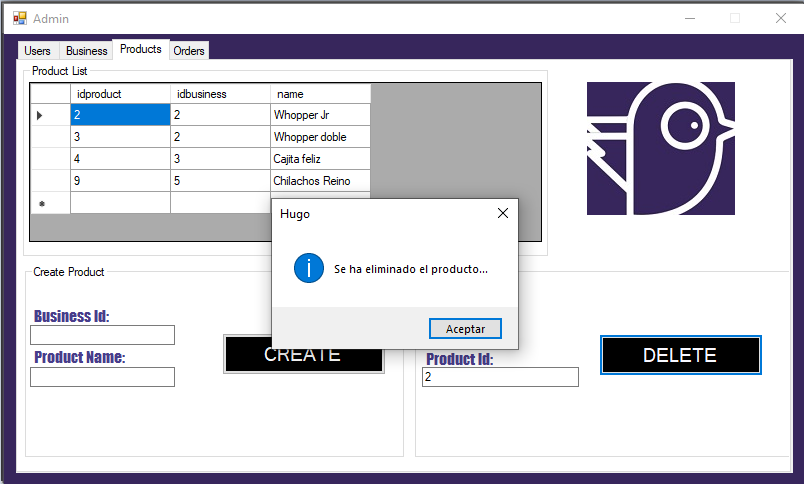 Admin
Users Business Products Orders
Product List
idproduct idbusiness name
2 2 Whopper Jr
3 2 Whopper doble
4 3 Cajita feliz
9 5 Chilachos Reino
Hugo
Se ha eliminado el producto...
Aceptar
Create Product
Business Id:
Product Name:
CREATE
Product Id:
2
DELETE